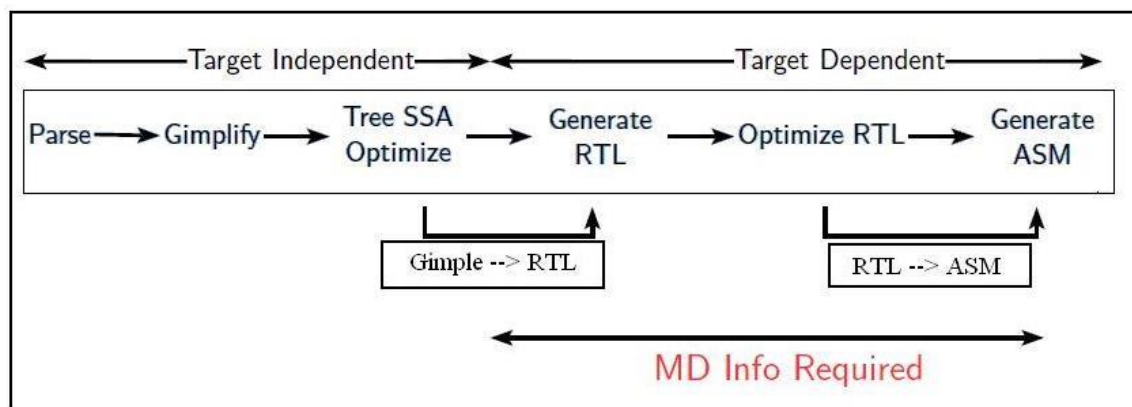 Target Independent Target Dependent
Parse Gimplify Tree SSA Generate Optimize RTL Generate
Optimize RTL ASM
Gimple --> RTL RTL --> ASM
MD Info Required